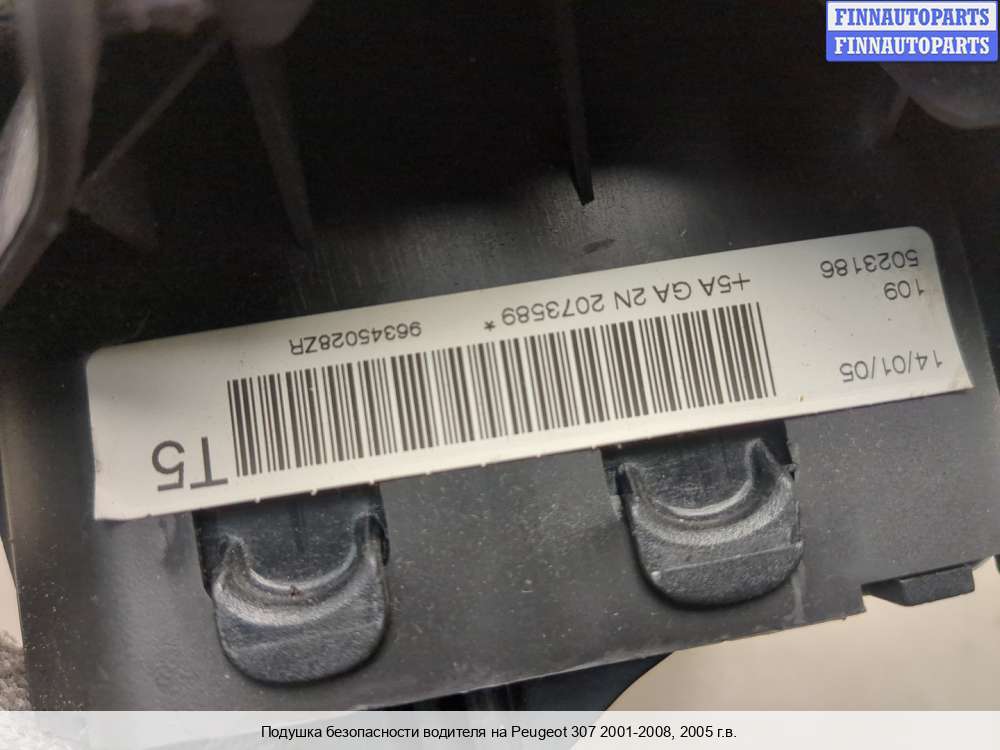 FINNAUTOPARTS
FINNAUTOPARTS
14/01/05
109
5023186
+5A GA 2N 2073589 *
96345028ZR
T5
Подушка безопасности водителя на Peugeot 307 2001-2008, 2005 г.в.